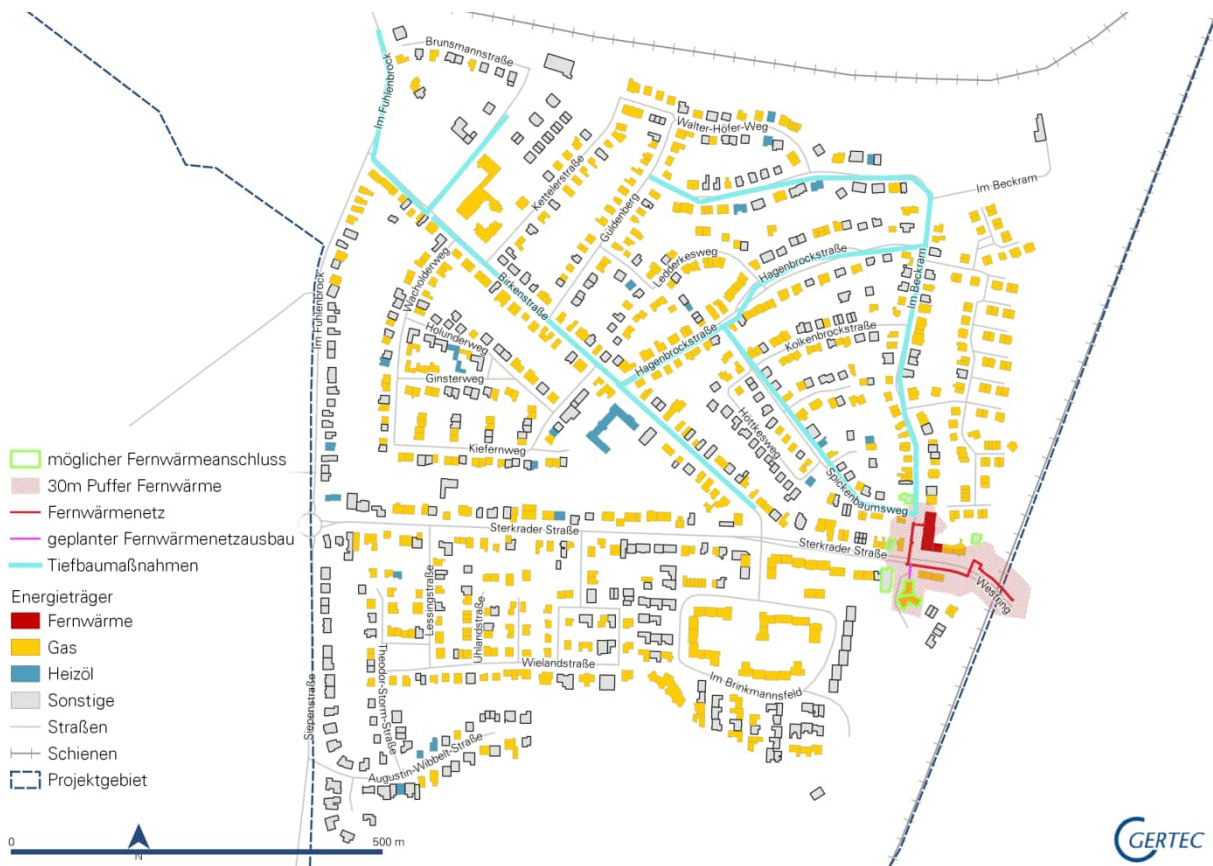 Brunsmannstraße
Im Fuhlenbrock
Walter-Höfer-Weg
Kettelerstraße
Im Beckram
Güldenberg
Ledderkesweg
Hagenbrockstraße
Wacholderweg
Birkenstraße
Im Beckram
Im Fuhlenbrock
Holunderweg
Hagenbrockstraße
Kolkenbrockstraße
Ginsterweg
Höttkesweg
Kiefernweg
Spickenbaumsweg
Sterkrader Straße
Sterkrader Straße
Westring
Lessingstraße
Uhlandstraße
Wielandstraße
Theodor-Storm-Straße
Im Brinkmannsfeld
Siepenstraße
Augustin-Wibbelt-Straße
möglicher Fernwärmeanschluss
30m Puffer Fernwärme
Fernwärmenetz
geplanter Fernwärmenetzausbau
Tiefbaumaßnahmen
Energieträger
Fernwärme
Gas
Heizöl
Sonstige
Straßen
Schienen
Projektgebiet
0
N
500 m
GERTEC